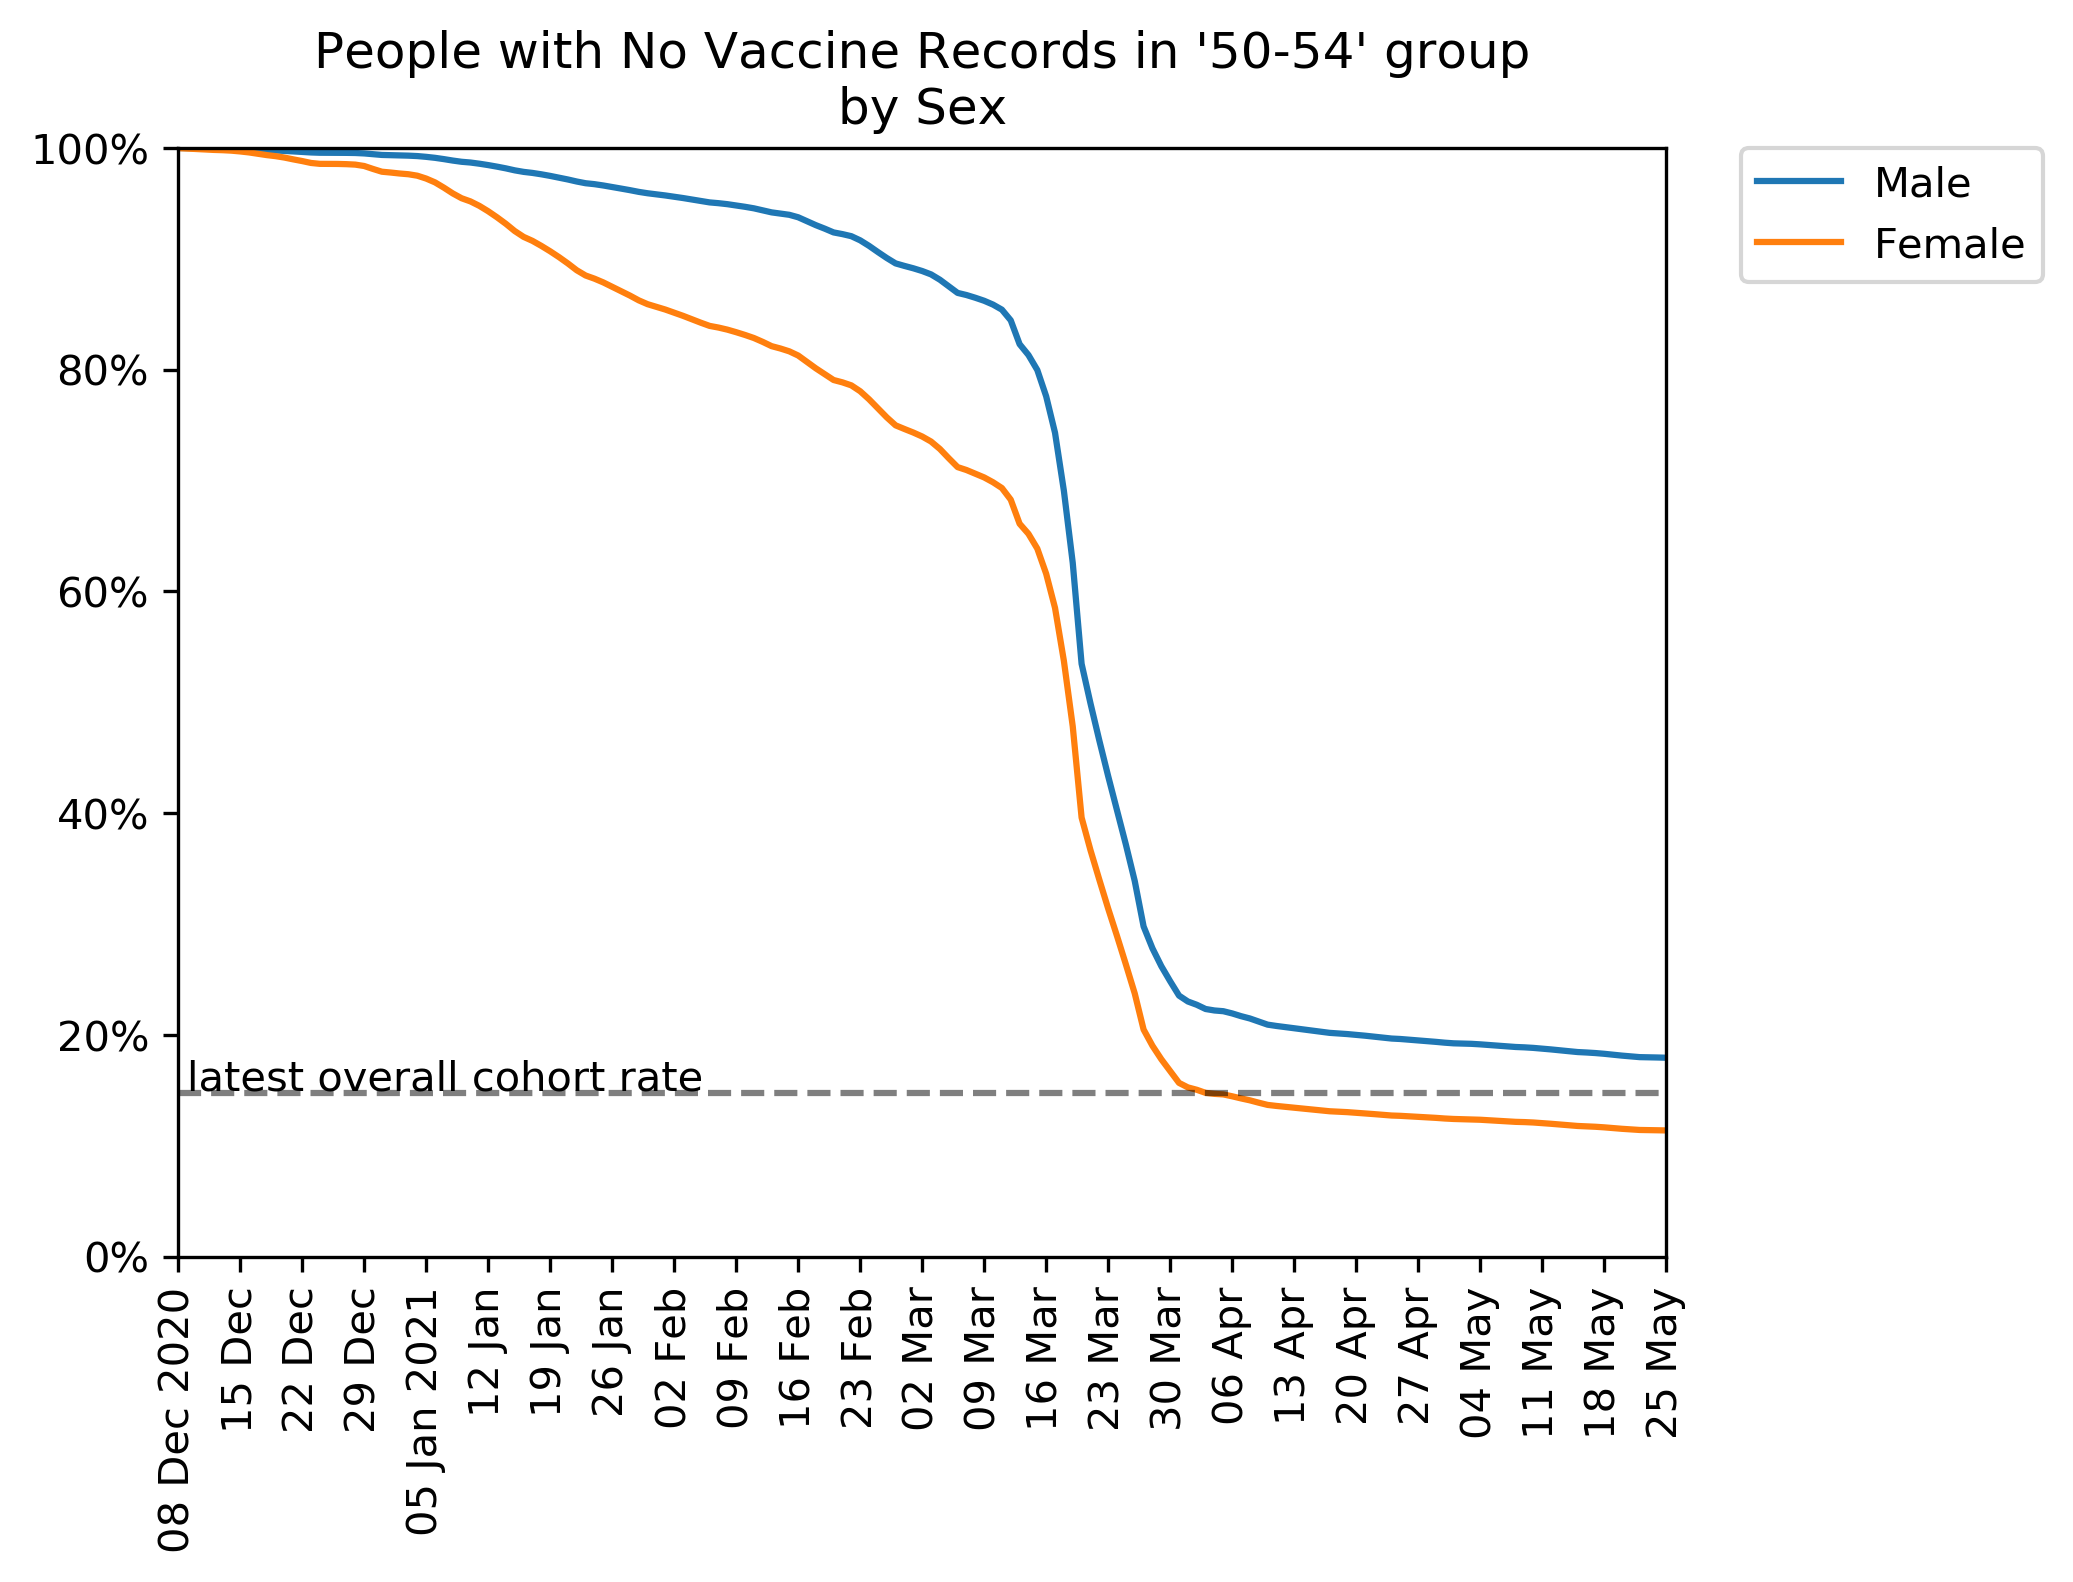 People with No Vaccine Records in '50-54' group
by Sex
100%
80%
60%
40%
20%
0%
latest overall cohort rate
Male
Female
08 Dec 2020
15 Dec
22 Dec
29 Dec
05 Jan 2021
12 Jan
19 Jan
26 Jan
02 Feb
09 Feb
16 Feb
23 Feb
02 Mar
09 Mar
16 Mar
23 Mar
30 Mar
06 Apr
13 Apr
20 Apr
27 Apr
04 May
11 May
18 May
25 May